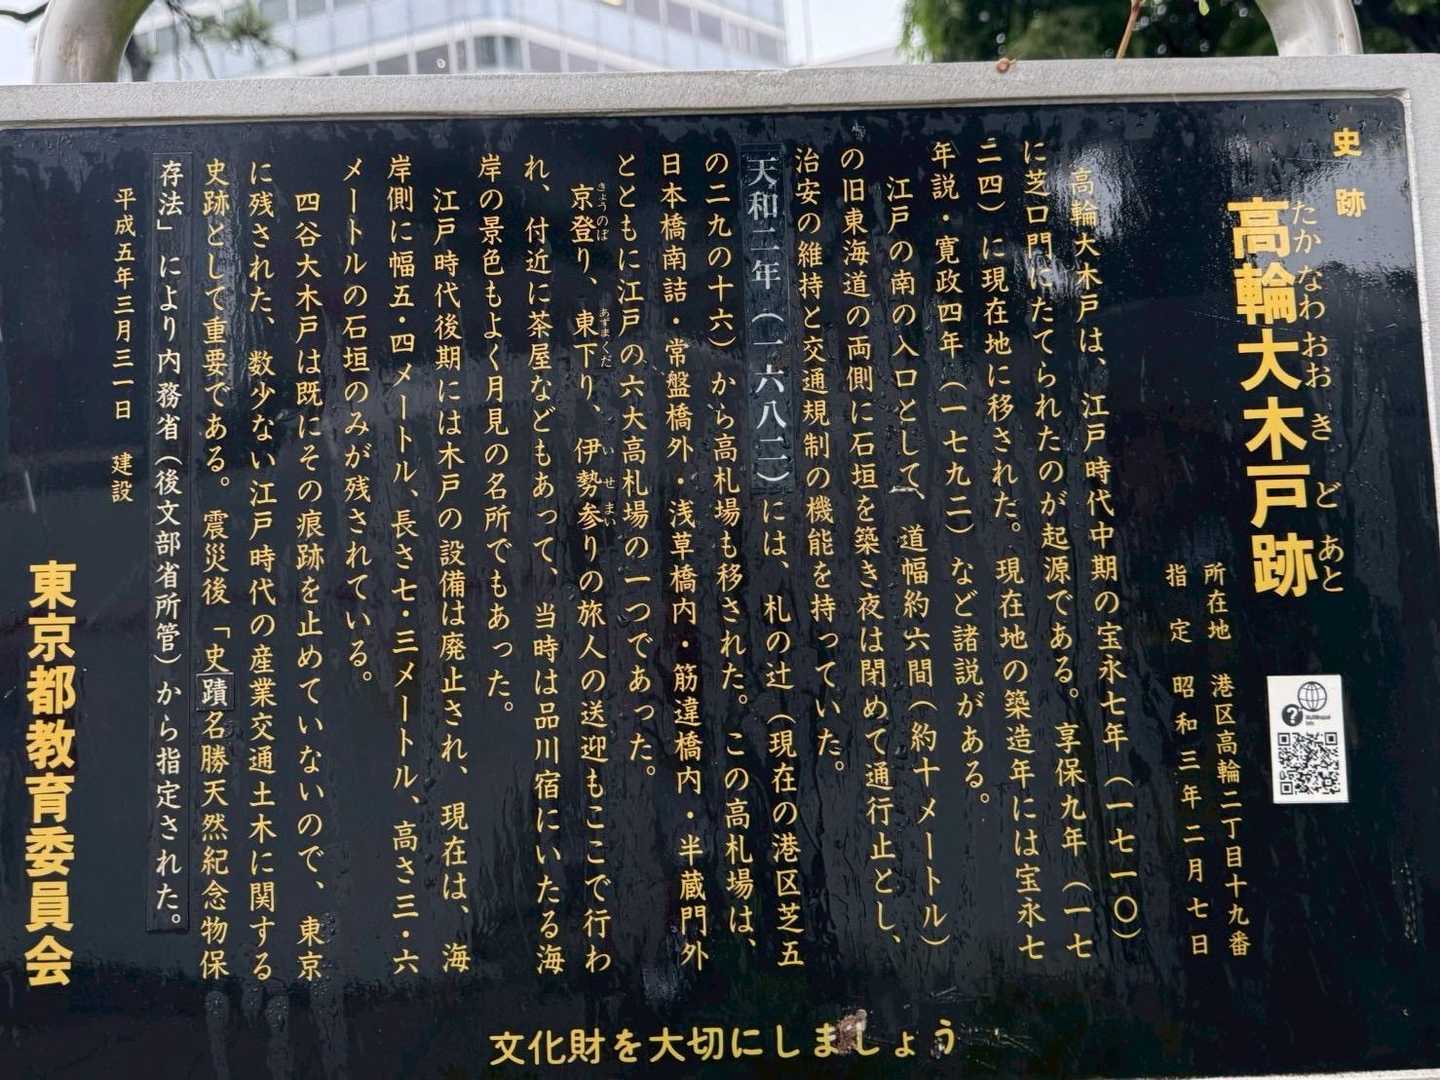 史跡
たかなわおおきどあと
高輪大木戸跡
所在地 港区高輪二丁目十九番
指定 昭和三年二月七日
高輪大木戸は、江戸時代中期の宝永七年（一七一〇）
に芝口門にたてられたのが起源である。享保九年（一七
二四）に現在地に移された。現在地の築造年には宝永七
年説・寛政四年（一七九二）など諸説がある。
江戸の南の入口として、道幅約六間（約十メートル）
の旧東海道の両側に石垣を築き夜は閉めて通行止とし、
治安の維持と交通規制の機能を持っていた。
天和二年（一六八二）には、札の辻（現在の港区芝五
の二九の十六）から高札場も移された。この高札場は、
日本橋南詰・常盤橋外・浅草橋内・筋違橋内・半蔵門外
とともに江戸の六大高札場の一つであった。
京登り、東下り、伊勢参りの旅人の送迎もここで行わ
きょうのぼ あずまくだ いせまい
れ、付近に茶屋などもあって、当時は品川宿にいたる海
岸の景色もよく月見の名所でもあった。
江戸時代後期には木戸の設備は廃止され、現在は、海
岸側に幅五・四メートル、長さ七・三メートル、高さ三・六
メートルの石垣のみが残されている。
四谷大木戸は既にその痕跡を止めていないので、東京
に残された、数少ない江戸時代の産業交通土木に関する
史跡として重要である。震災後「史蹟名勝天然紀念物保
存法」により内務省（後文部省所管）から指定された。
平成五年三月三一日 建設
東京都教育委員会
文化財を大切にしましょう